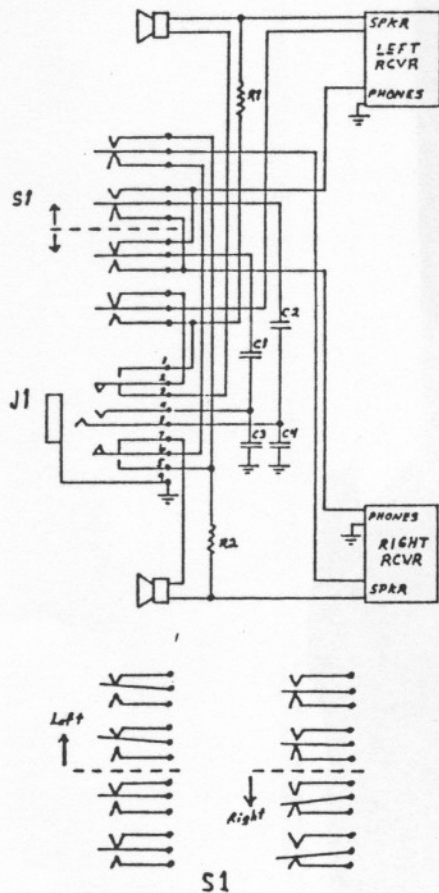 SPKR
LEFT
RCVR
PHONES
R1
S1
C2
C1
1
2
3
4
8
7
6
5
9
J1
C3
C4
R2
PHONES
RIGHT
RCVR
SPKR
Left
Right
S1